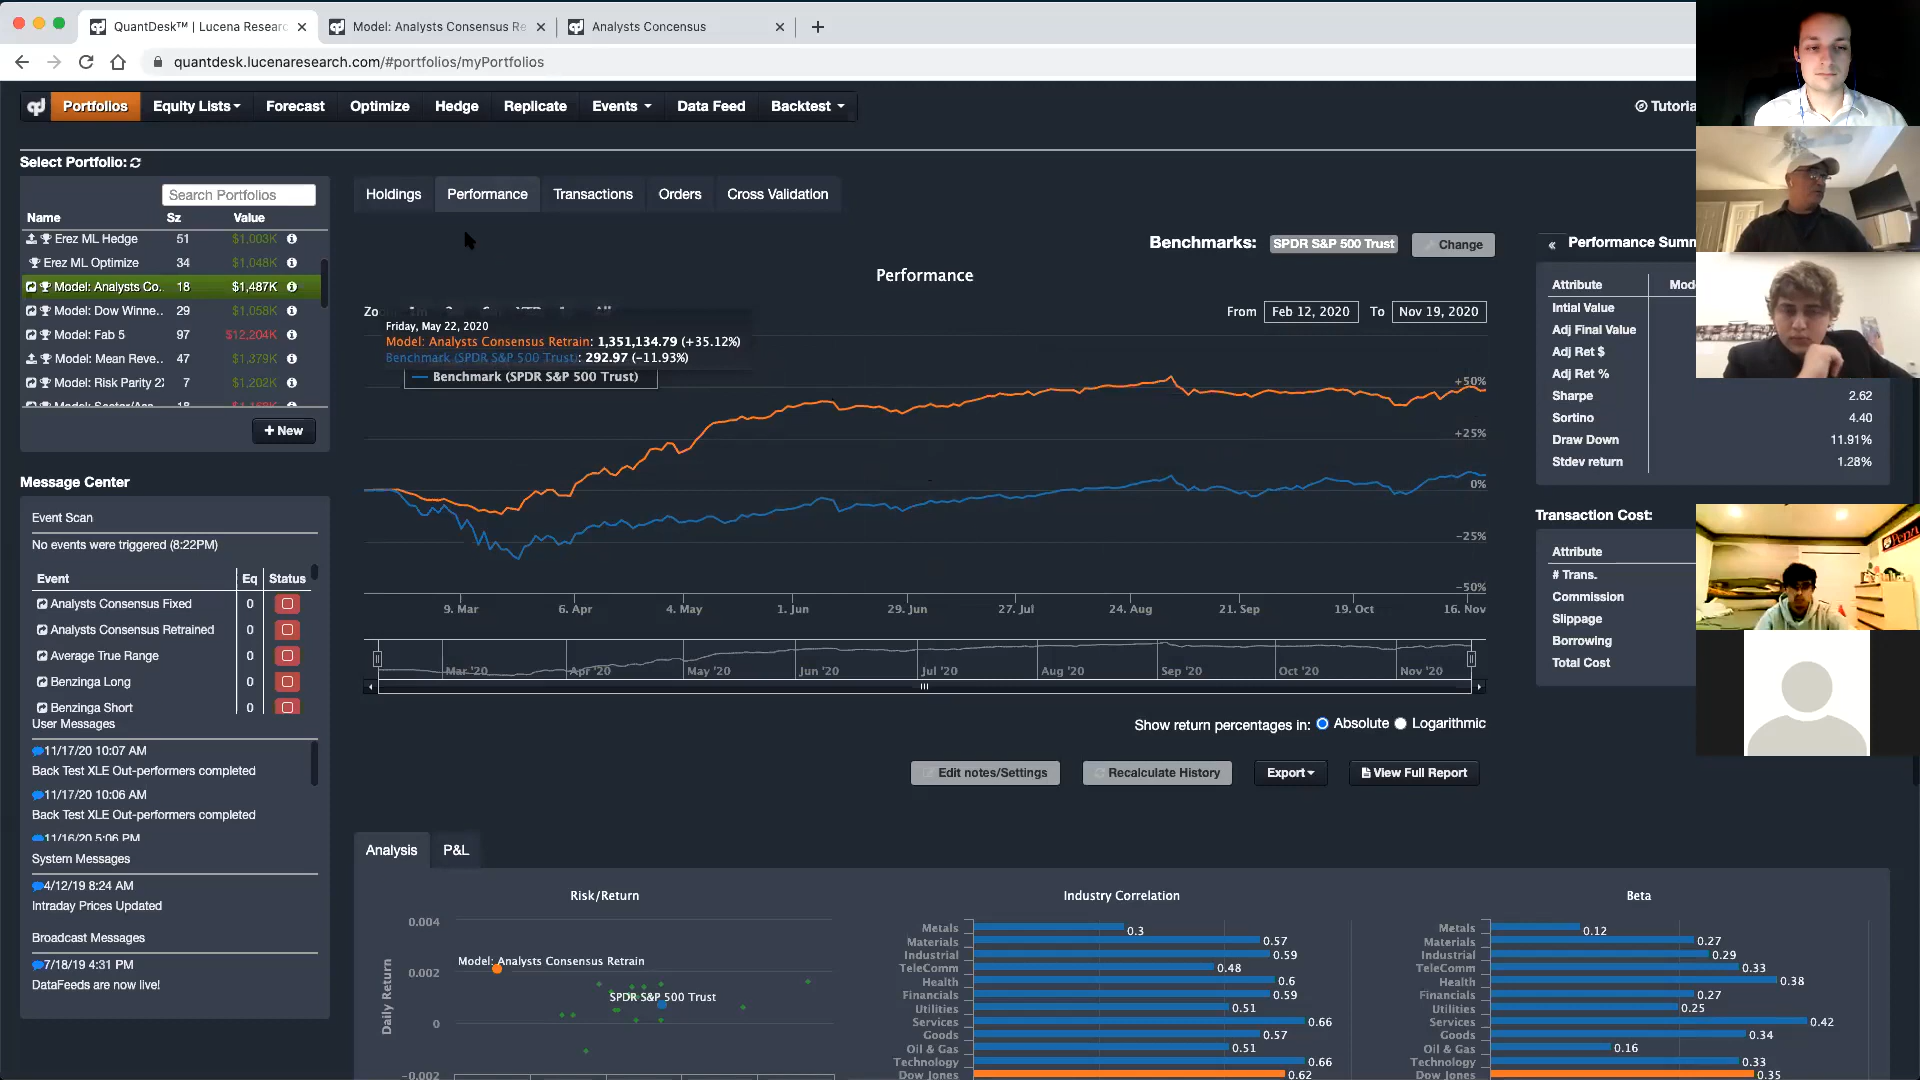 QuantDesk™ | Lucena Researc
Model: Analysts Consensus Re
Analysts Concensus
quantdesk.lucenaresearch.com/#portfolios/myPortfolios
qd
Portfolios
Equity Lists
Forecast
Optimize
Hedge
Replicate
Events
Data Feed
Backtest
Tutoria
Select Portfolio:
Search Portfolios
Name Sz Value
Erez ML Hedge 51 $1,003K
Erez ML Optimize 34 $1,048K
Model: Analysts Co.. 18 $1,487K
Model: Dow Winne.. 29 $1,058K
Model: Fab 5 97 $12,204K
Model: Mean Reve.. 47 $1,379K
Model: Risk Parity 2) 7 $1,202K
+ New
Message Center
Event Scan
No events were triggered (8:22PM)
Event Eq Status
Analysts Consensus Fixed 0
Analysts Consensus Retrained 0
Average True Range 0
Benzinga Long 0
Benzinga Short 0
User Messages
11/17/20 10:07 AM
Back Test XLE Out-performers completed
11/17/20 10:06 AM
Back Test XLE Out-performers completed
11/16/20 5:06 PM
System Messages
4/12/19 8:24 AM
Intraday Prices Updated
Broadcast Messages
7/18/19 4:31 PM
DataFeeds are now live!
Holdings
Performance
Transactions
Orders
Cross Validation
Benchmarks: SPDR S&P 500 Trust
Change
Performance
From Feb 12, 2020 To Nov 19, 2020
Friday, May 22, 2020
Model: Analysts Consensus Retrain: 1,351,134.79 (+35.12%)
Benchmark (SPDR S&P 500 Trust): 292.97 (-11.93%)
Benchmark (SPDR S&P 500 Trust)
+50%
+25%
0%
-25%
-50%
9. Mar 6. Apr 4. May 1. Jun 29. Jun 27. Jul 24. Aug 21. Sep 19. Oct 16. Nov
Mar '20 Apr '20 May '20 Jun '20 Jul '20 Aug '20 Sep '20 Oct '20 Nov '20
Show return percentages in: Absolute Logarithmic
Edit notes/Settings
Recalculate History
Export
View Full Report
« Performance Summ
Attribute Mod
Intial Value
Adj Final Value
Adj Ret $
Adj Ret %
Sharpe 2.62
Sortino 4.40
Draw Down 11.91%
Stdev return 1.28%
Transaction Cost:
Attribute
# Trans.
Commission
Slippage
Borrowing
Total Cost
Analysis
P&L
Risk/Return
Daily Return
0.004
0.002
0
-0.002
Model: Analysts Consensus Retrain
SPDR S&P 500 Trust
Industry Correlation
Metals 0.3
Materials 0.57
Industrial 0.59
TeleComm 0.48
Health 0.6
Financials 0.59
Utilities 0.51
Services 0.66
Goods 0.57
Oil & Gas 0.51
Technology 0.66
Dow Jones 0.62
Beta
Metals 0.12
Materials 0.27
Industrial 0.29
TeleComm 0.33
Health 0.38
Financials 0.27
Utilities 0.25
Services 0.42
Goods 0.34
Oil & Gas 0.16
Technology 0.33
Dow Jones 0.35